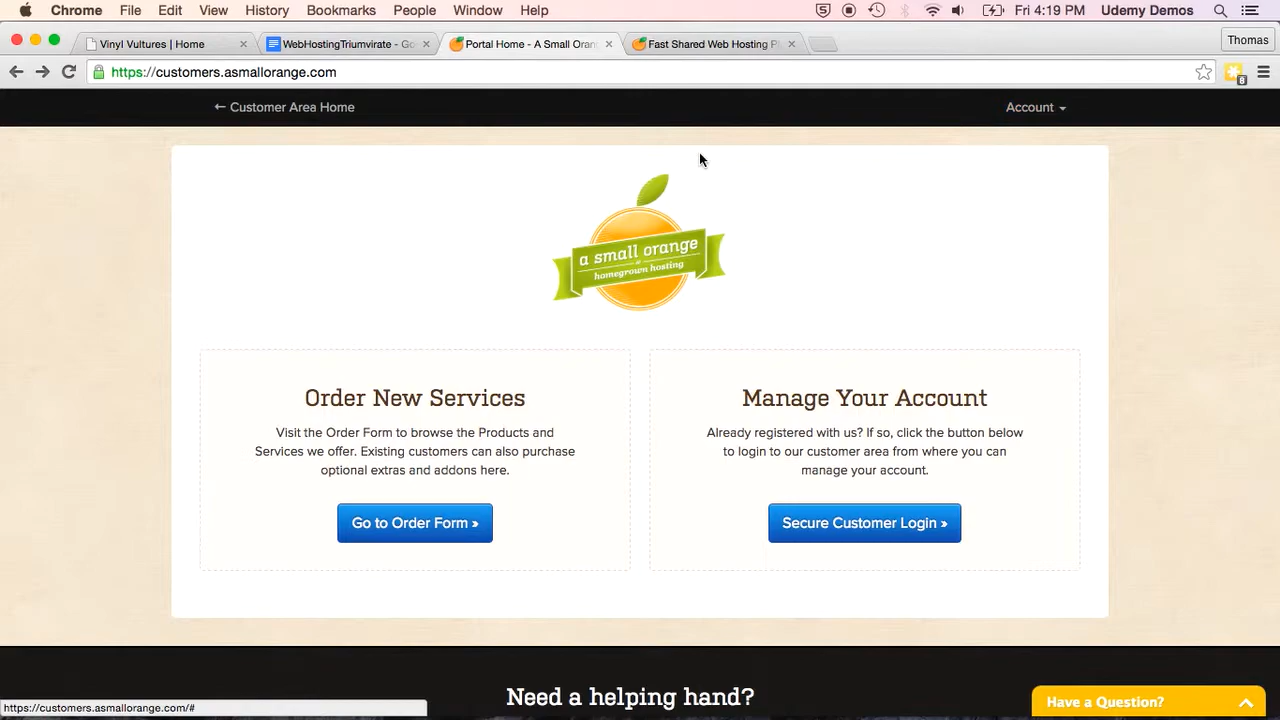 Chrome File Edit View History Bookmarks People Window Help Fri 4:19 PM Udemy Demos
Vinyl Vultures | Home WebHostingTriumvirate - Go Portal Home - A Small Oran Fast Shared Web Hosting Pl Thomas
https://customers.asmallorange.com 8
← Customer Area Home Account
a small orange
homegrown hosting
Order New Services
Visit the Order Form to browse the Products and
Services we offer. Existing customers can also purchase
optional extras and addons here.
Go to Order Form »
Manage Your Account
Already registered with us? If so, click the button below
to login to our customer area from where you can
manage your account.
Secure Customer Login »
Need a helping hand?
Have a Question?
https://customers.asmallorange.com/#